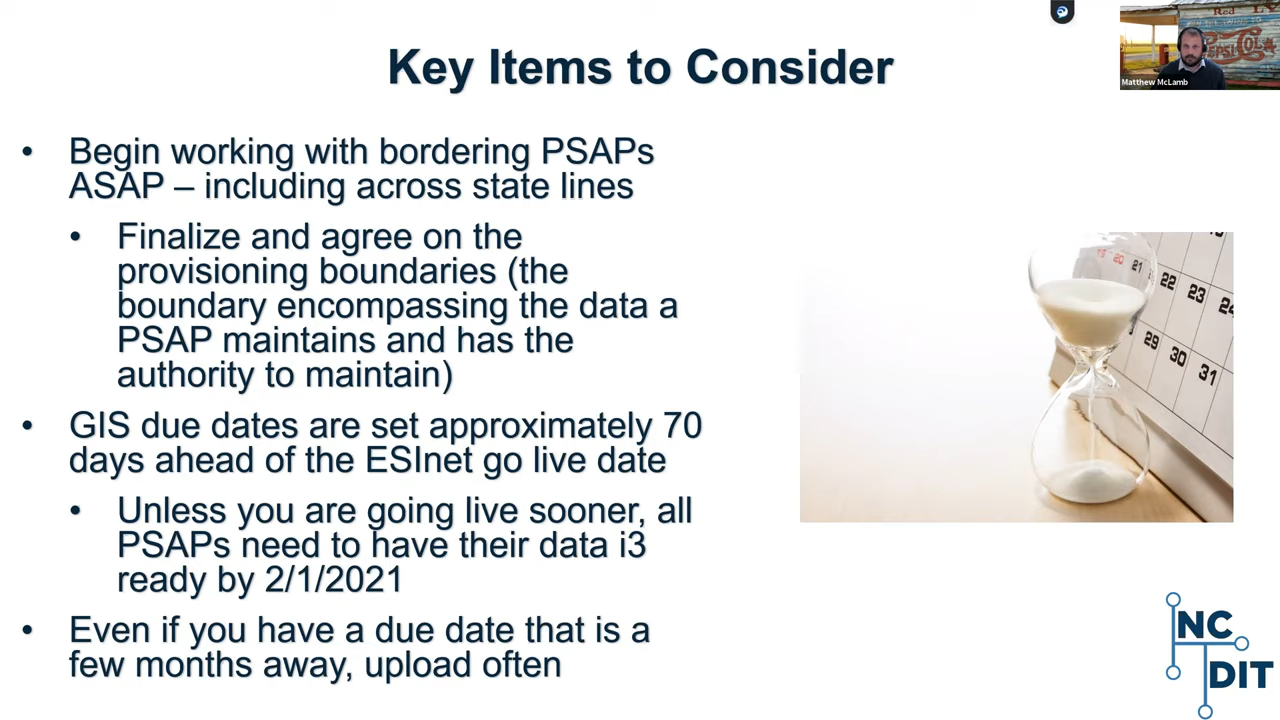 Key Items to Consider
• Begin working with bordering PSAPs
ASAP – including across state lines
• Finalize and agree on the
provisioning boundaries (the
boundary encompassing the data a
PSAP maintains and has the
authority to maintain)
• GIS due dates are set approximately 70
days ahead of the ESInet go live date
• Unless you are going live sooner, all
PSAPs need to have their data i3
ready by 2/1/2021
• Even if you have a due date that is a
few months away, upload often
Matthew McLamb
19 20 21 22 23 24
29 30 31
NC
DIT